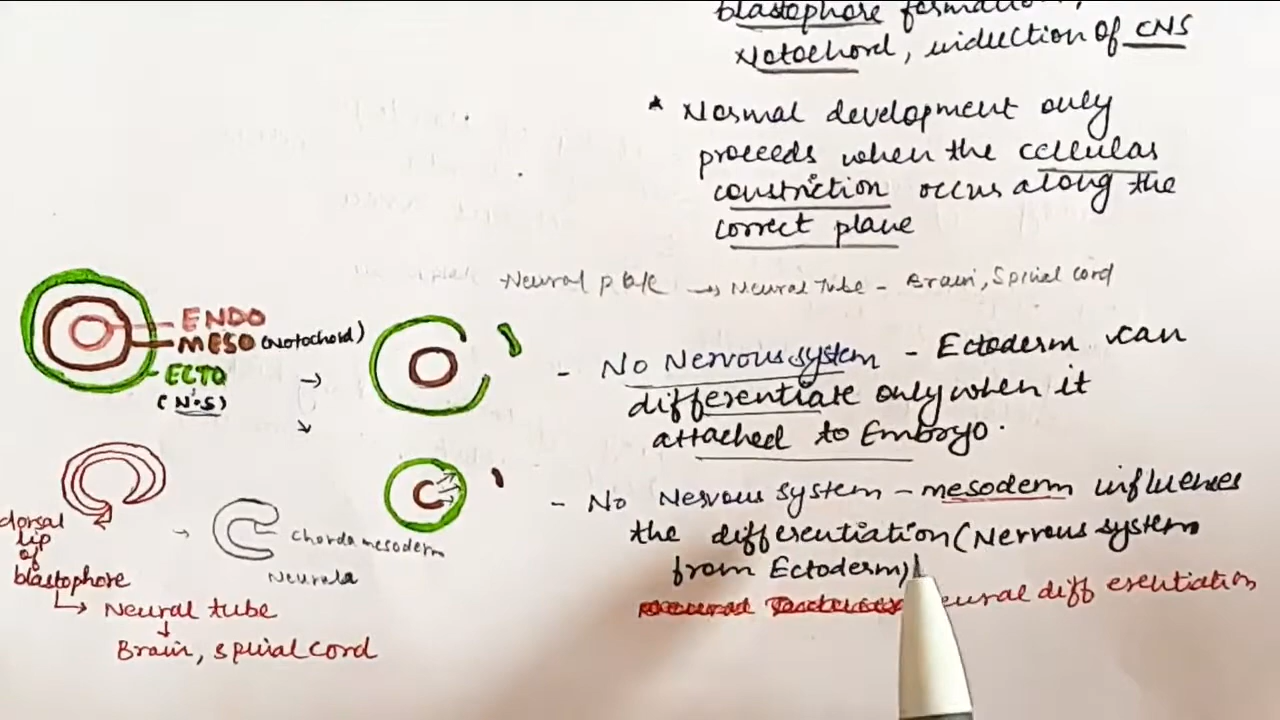 blastophore formation,
Notochord, induction of CNS
* Normal development only
proceeds when the cellular
constriction occurs along the
correct plane
Neural plate → Neural tube - Brain, Spinal cord
ENDO
MESO (Notochord)
ECTO
(N.S)
- No Nervous system - Ectoderm can
differentiate only when it
attached to Embryo.
- No Nervous system - mesoderm influences
the differentiation (Nervous system
from Ectoderm)
eural differentiation
dorsal
lip
of
blastophore
→ Neural tube
Brain, spinal cord
chorda mesoderm
Neurula